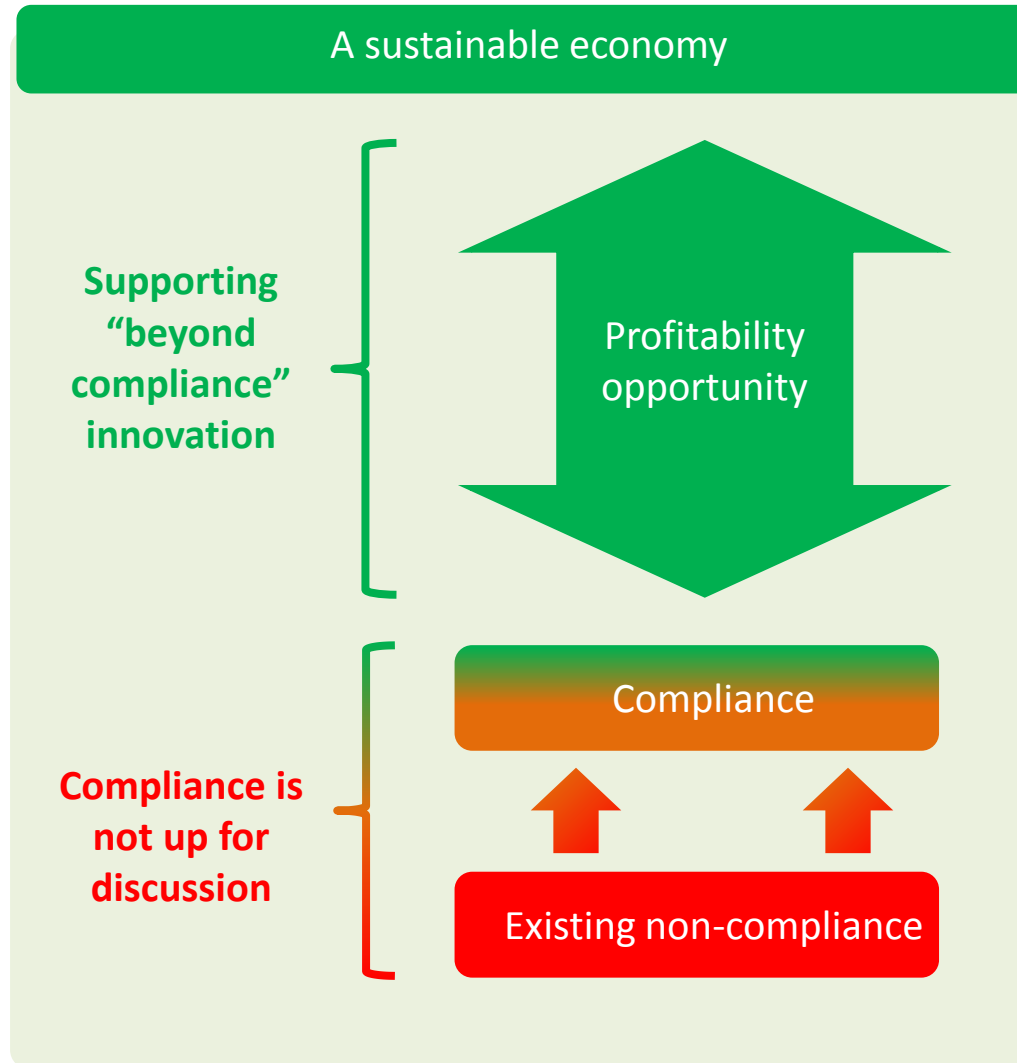 A sustainable economy
Supporting
“beyond
compliance”
innovation
Profitability
opportunity
Compliance
Compliance is
not up for
discussion
Existing non-compliance